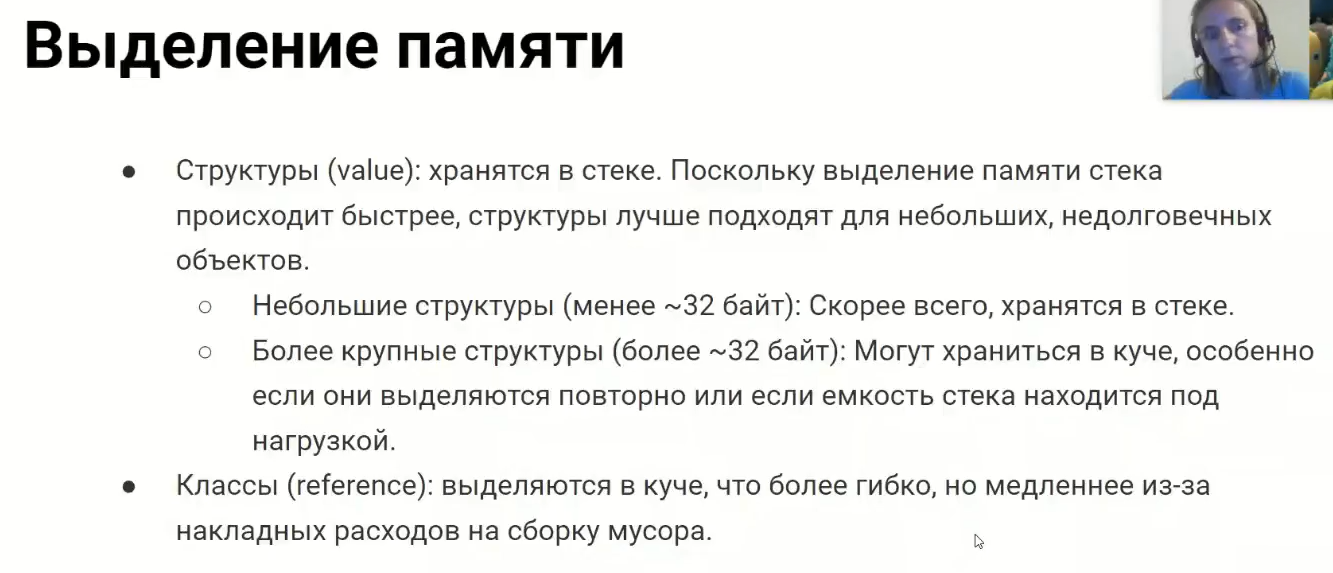 Выделение памяти
● Структуры (value): хранятся в стеке. Поскольку выделение памяти стека
происходит быстрее, структуры лучше подходят для небольших, недолговечных
объектов.
○ Небольшие структуры (менее ~32 байт): Скорее всего, хранятся в стеке.
○ Более крупные структуры (более ~32 байт): Могут храниться в куче, особенно
если они выделяются повторно или если емкость стека находится под
нагрузкой.
● Классы (reference): выделяются в куче, что более гибко, но медленнее из-за
накладных расходов на сборку мусора.